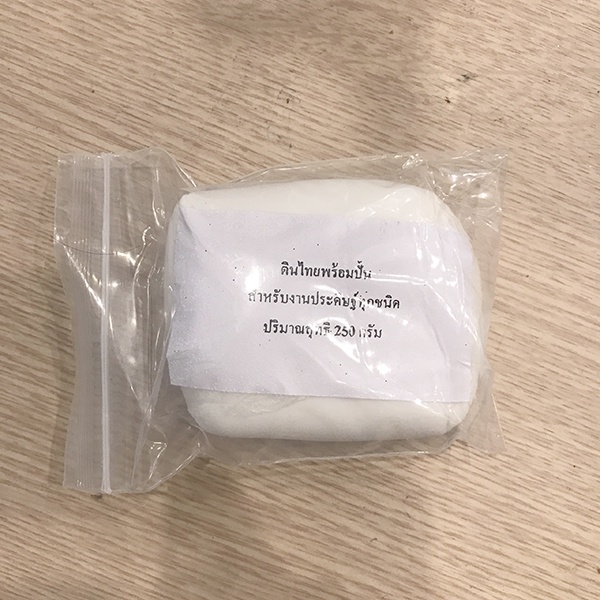 ดินไทยพร้อมปั้น
สำหรับงานประดิษฐ์ทุกชนิด
ปริมาณสุทธิ 250 กรัม